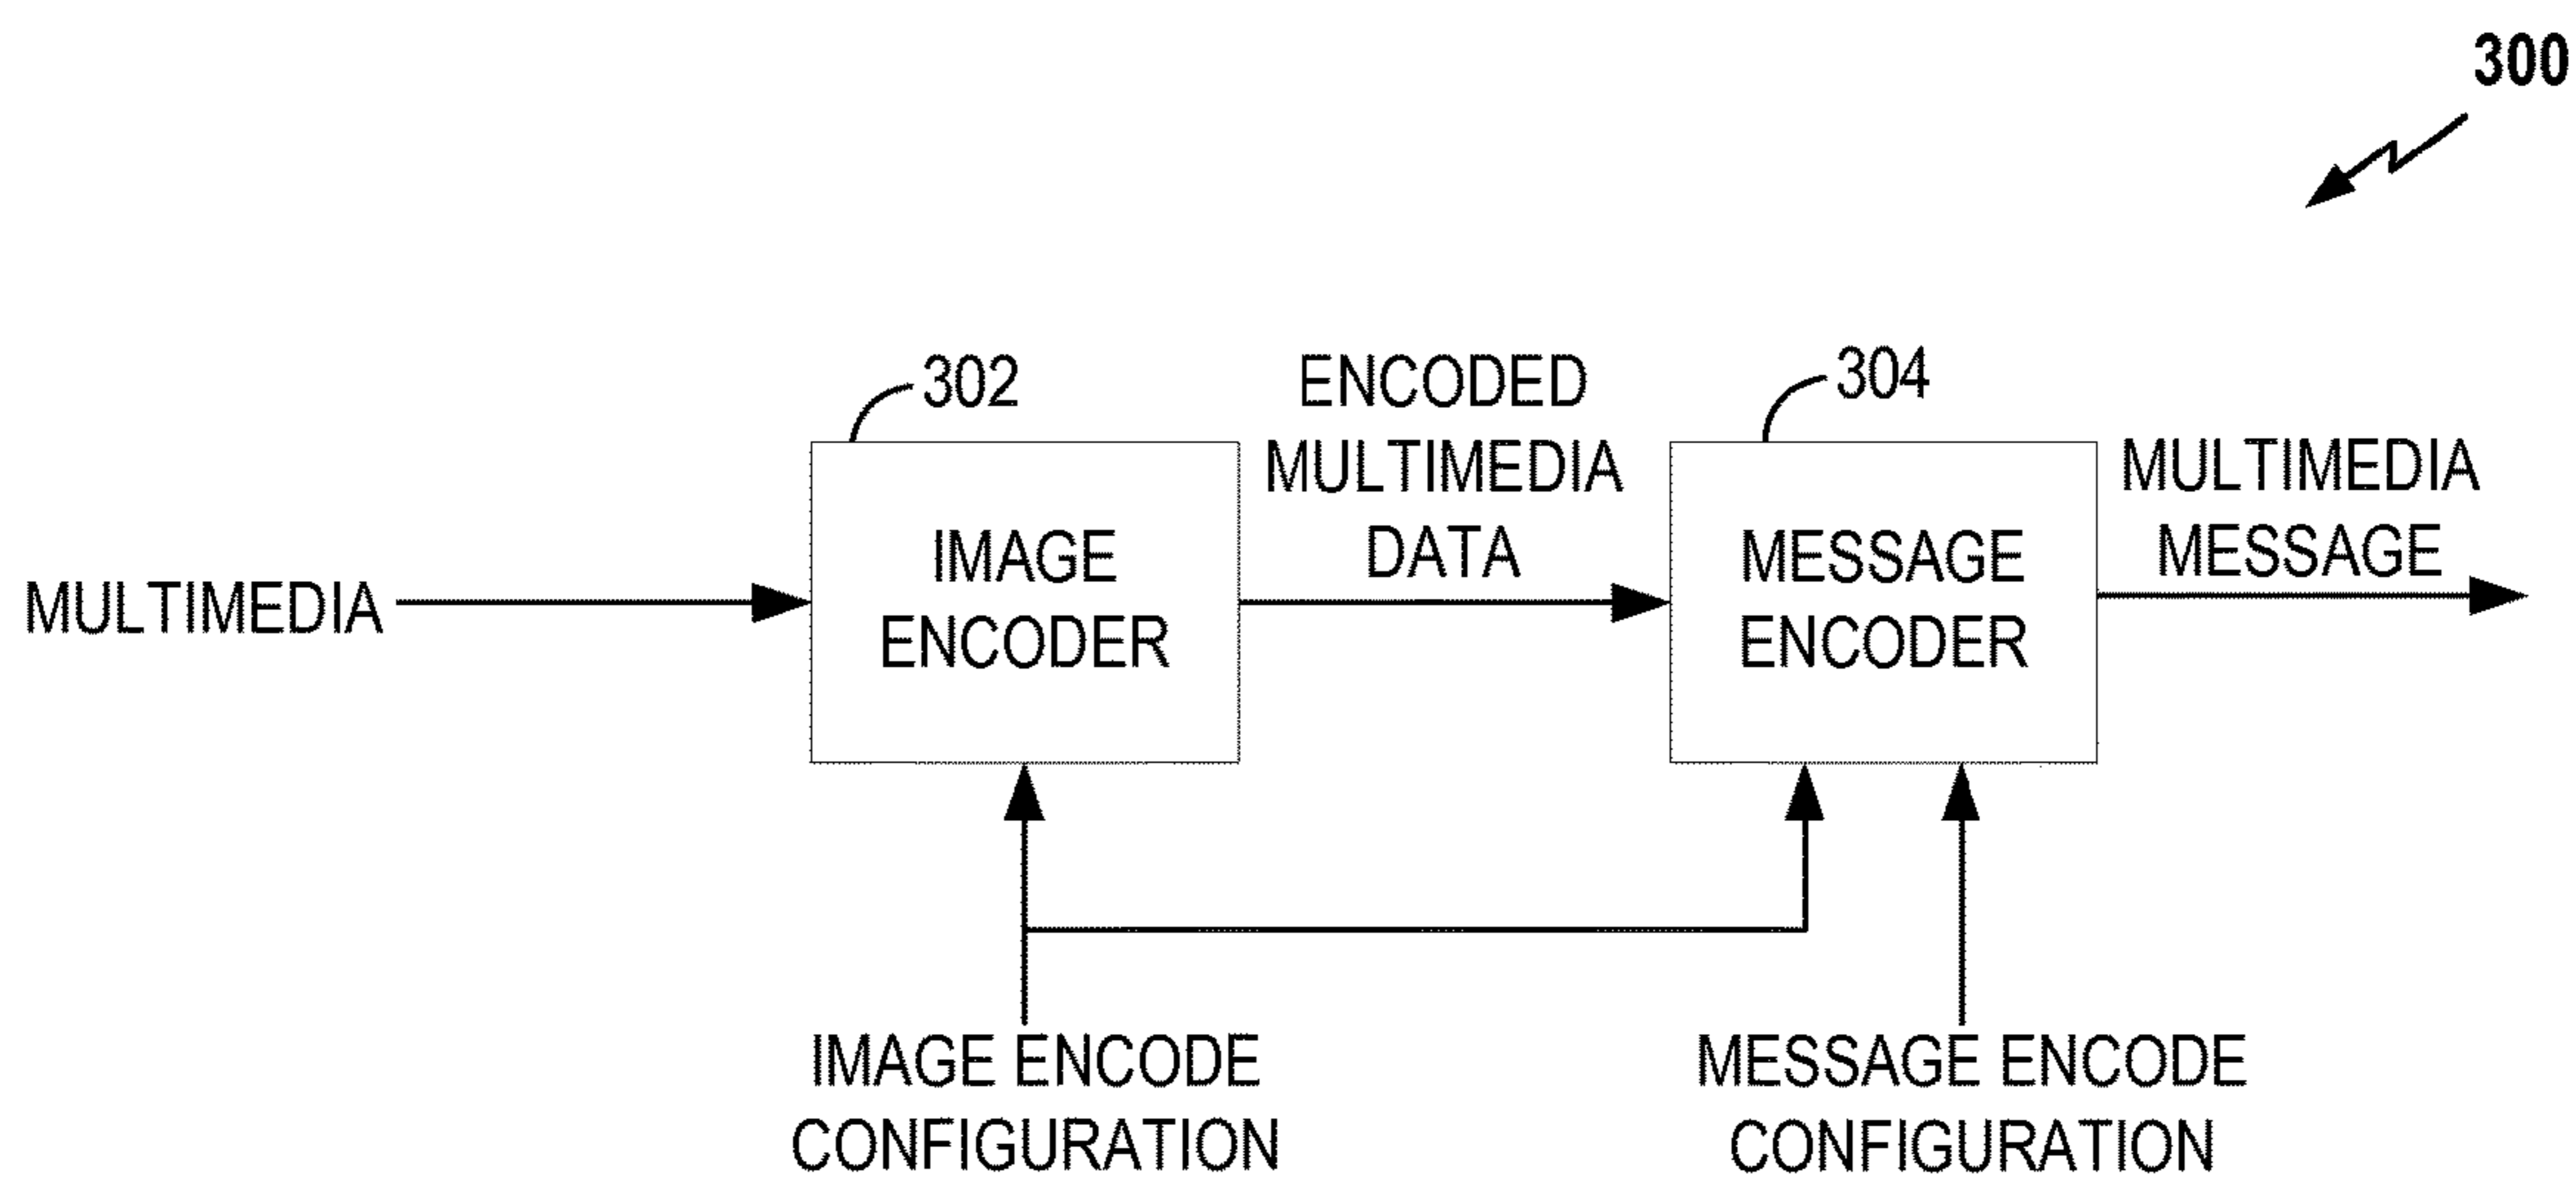 300
302
ENCODED
MULTIMEDIA
DATA
304
MULTIMEDIA
MESSAGE
MULTIMEDIA
IMAGE
ENCODER
MESSAGE
ENCODER
IMAGE ENCODE
CONFIGURATION
MESSAGE ENCODE
CONFIGURATION